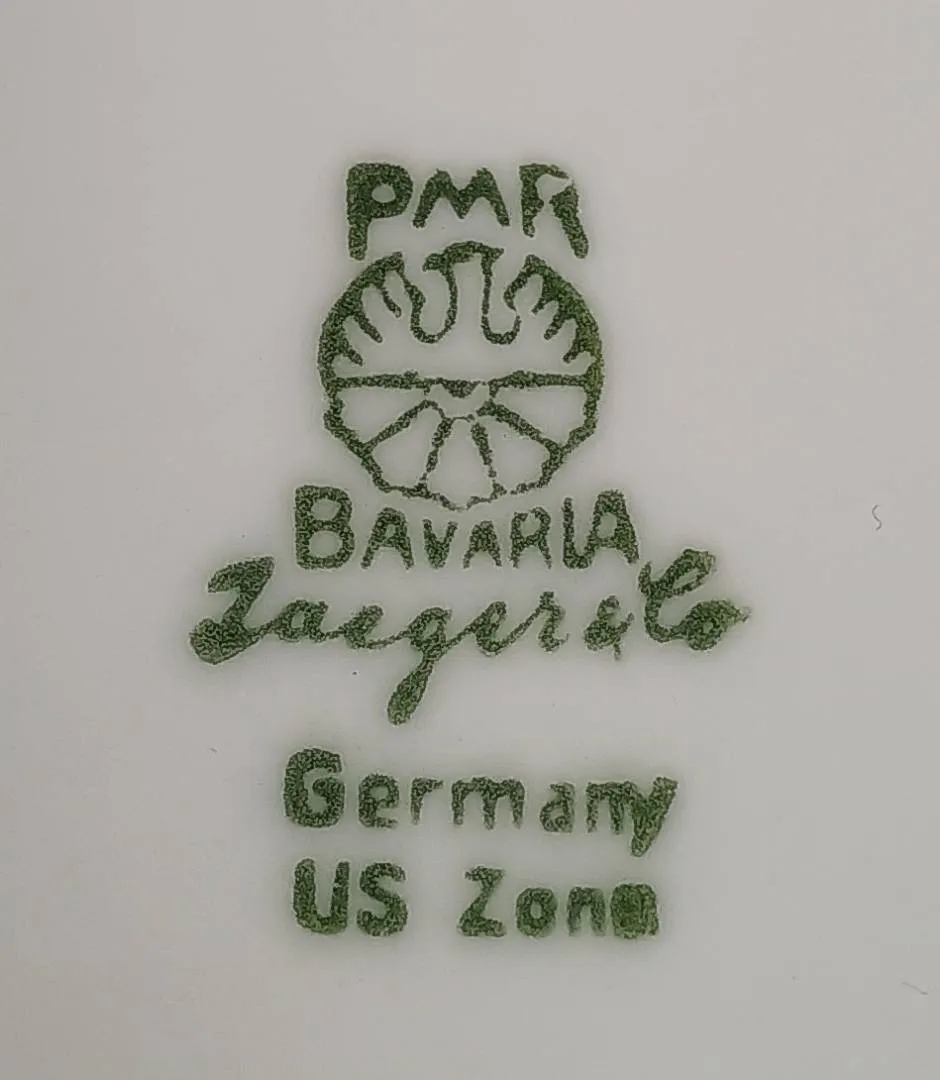 PMR
BAVARIA
Jaeger & Co
Germany
US Zone